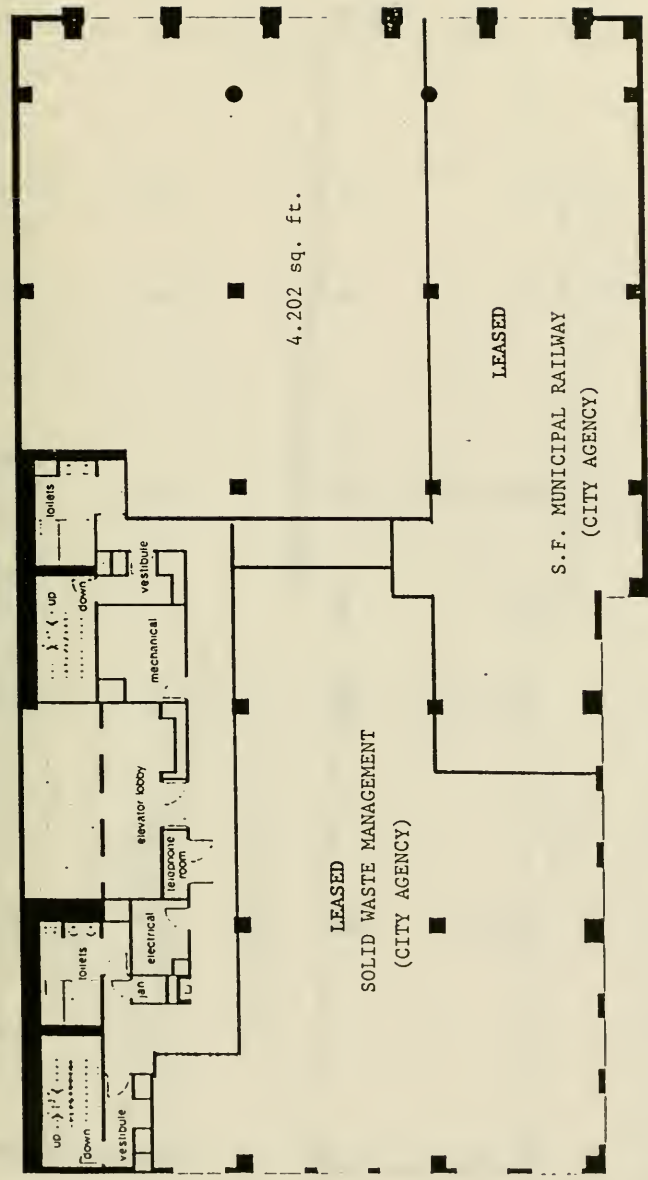 up
down
vestibule
toilets
jan
electrical
telephone
room
elevator lobby
mechanical
up
down
vestibule
toilets
4.202 sq. ft.
LEASED
SOLID WASTE MANAGEMENT
(CITY AGENCY)
LEASED
S.F. MUNICIPAL RAILWAY
(CITY AGENCY)